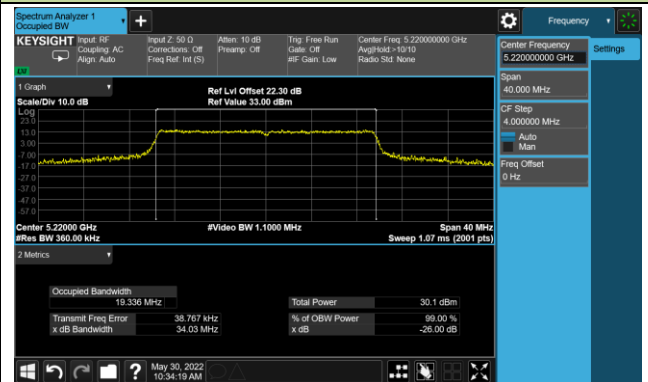 Spectrum Analyzer 1
Occupied BW
Frequency
KEYSIGHT
Input: RF
Coupling: AC
Align: Auto
Input Z: 50 Ω
Corrections: Off
Freq Ref: Int (S)
Atten: 10 dB
Preamp: Off
Trig: Free Run
Gate: Off
#IF Gain: Low
Center Freq: 5.220000000 GHz
Avg|Hold:>10/10
Radio Std: None
Center Frequency
5.220000000 GHz
Settings
Span
40.000 MHz
CF Step
4.000000 MHz
Auto
Man
Freq Offset
0 Hz
1 Graph
Scale/Div 10.0 dB
Ref Lvl Offset 22.30 dB
Ref Value 33.00 dBm
Log
23.0
13.0
3.00
-7.00
-17.0
-27.0
-37.0
-47.0
-57.0
Center 5.22000 GHz
#Res BW 360.00 kHz
#Video BW 1.1000 MHz
Span 40 MHz
Sweep 1.07 ms (2001 pts)
2 Metrics
Occupied Bandwidth
19.336 MHz
Total Power
30.1 dBm
Transmit Freq Error
38.767 kHz
% of OBW Power
99.00 %
x dB Bandwidth
34.03 MHz
x dB
-26.00 dB
?
May 30, 2022
10:34:19 AM